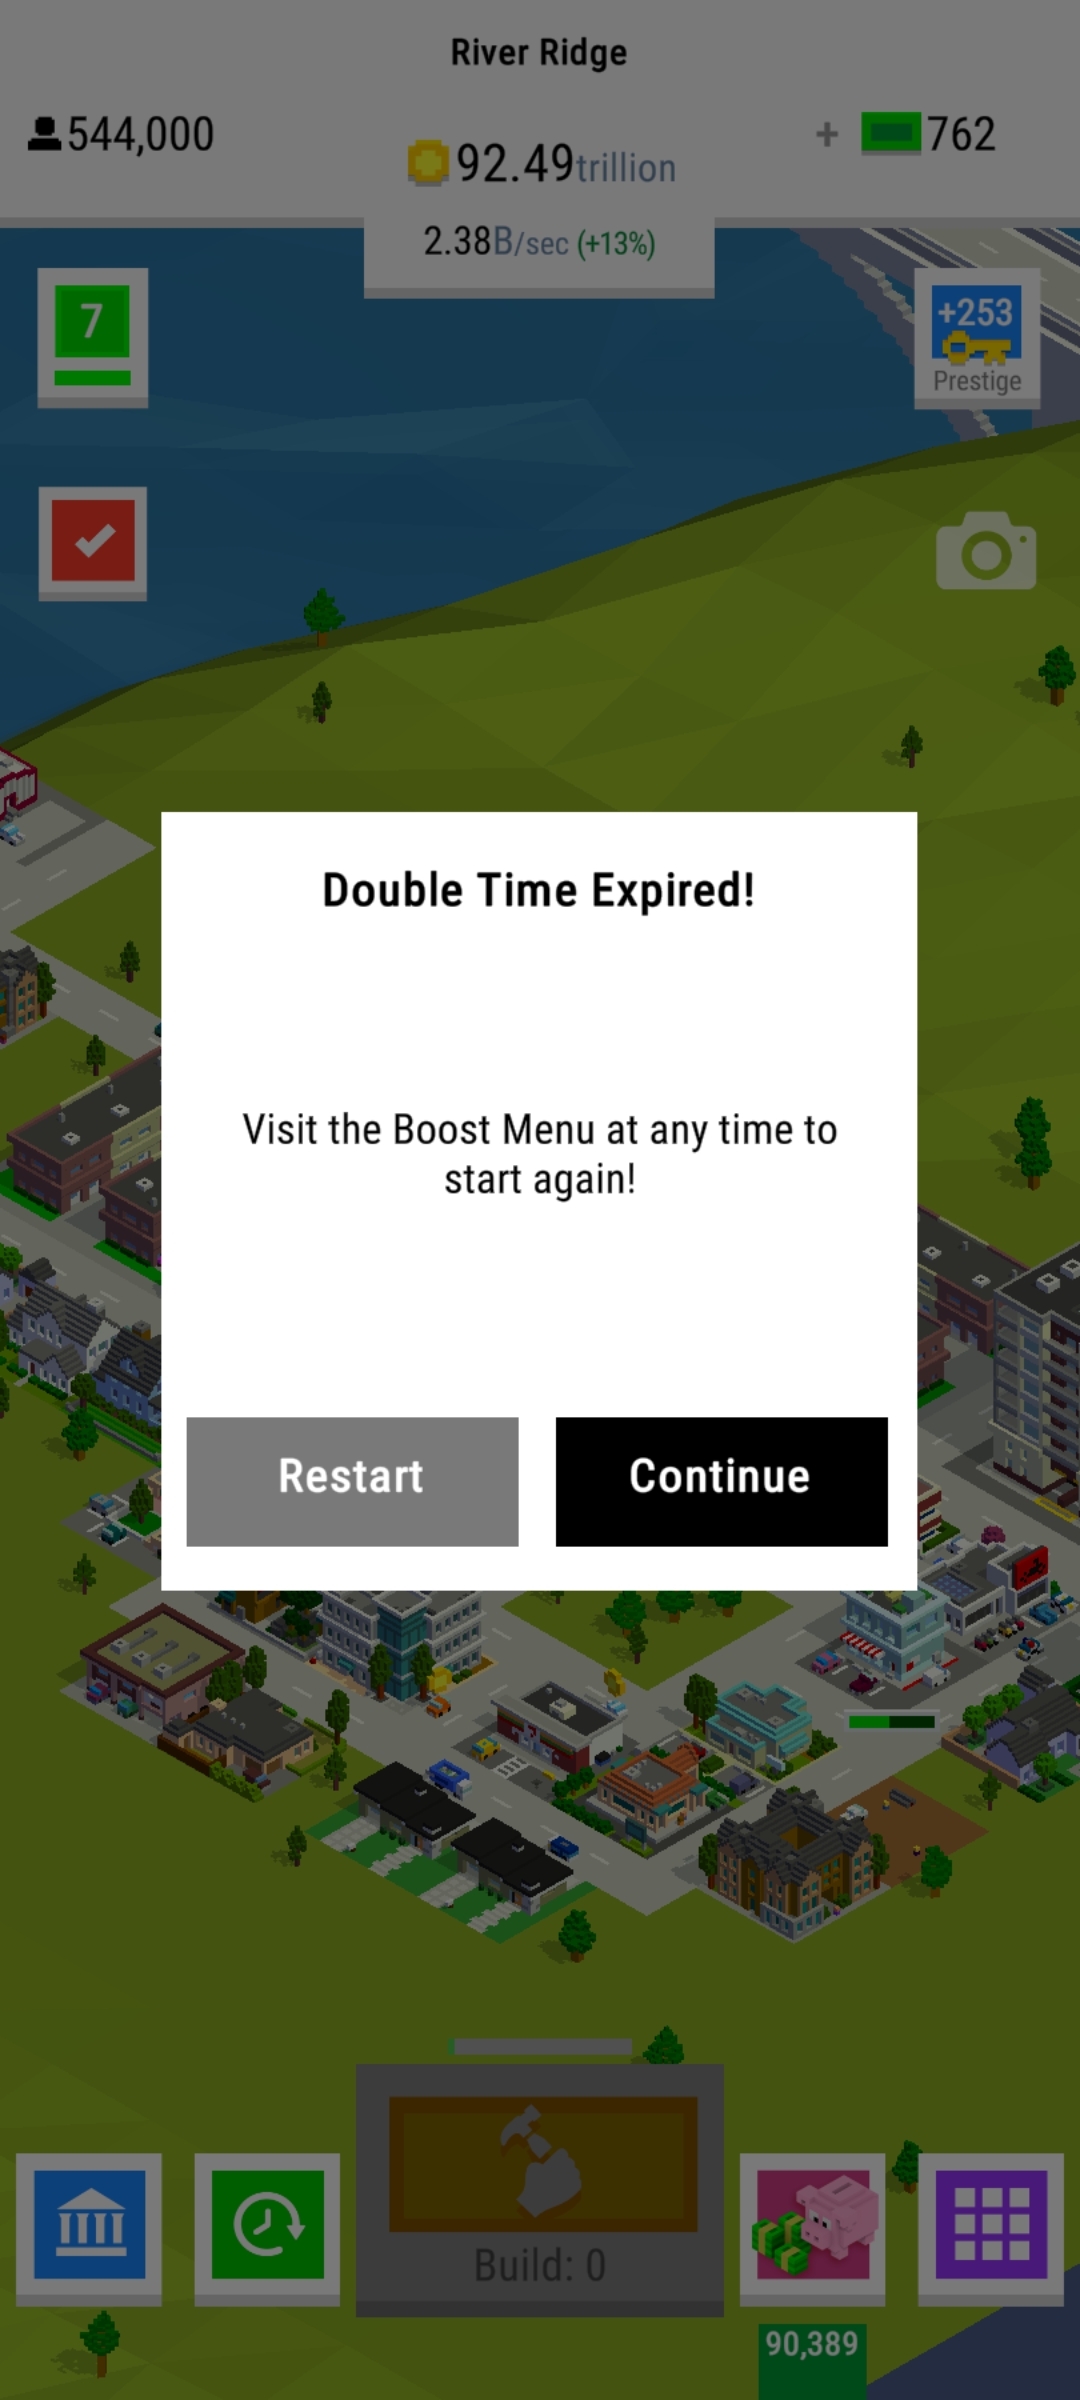 River Ridge
544,000
92.49trillion
+ 762
2.38B/sec (+13%)
7
+253
Prestige
Double Time Expired!
Visit the Boost Menu at any time to
start again!
Restart
Continue
Build: 0
90,389